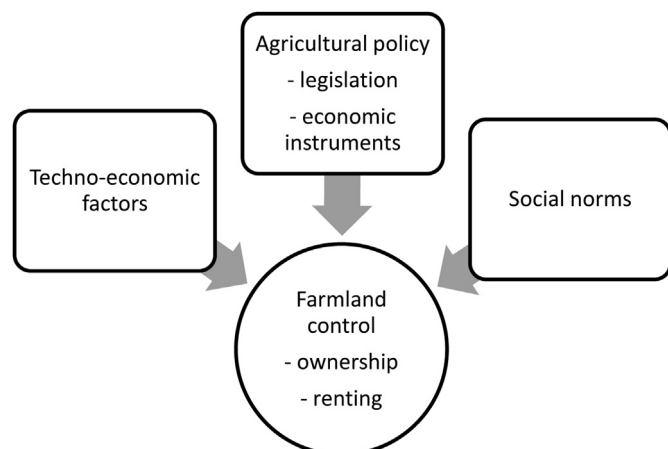 Agricultural policy
- legislation
- economic
instruments
Techno-economic
factors
Social norms
Farmland
control
- ownership
- renting